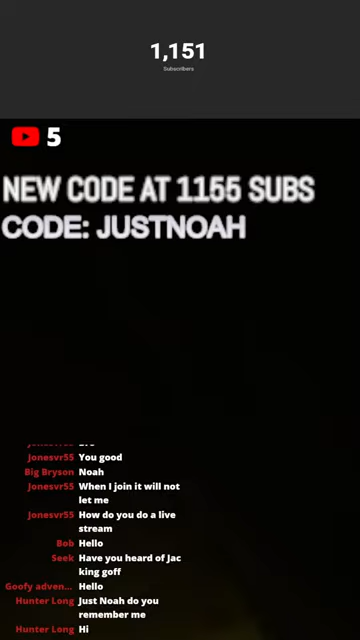 1,151
Subscribers
5
NEW CODE AT 1155 SUBS
CODE: JUSTNOAH
Jonesvr55 You good
Big Bryson Noah
Jonesvr55 When I join it will not
let me
Jonesvr55 How do you do a live
stream
Bob Hello
Seek Have you heard of Jac
king goff
Goofy adven... Hello
Hunter Long Just Noah do you
remember me
Hunter Long Hi